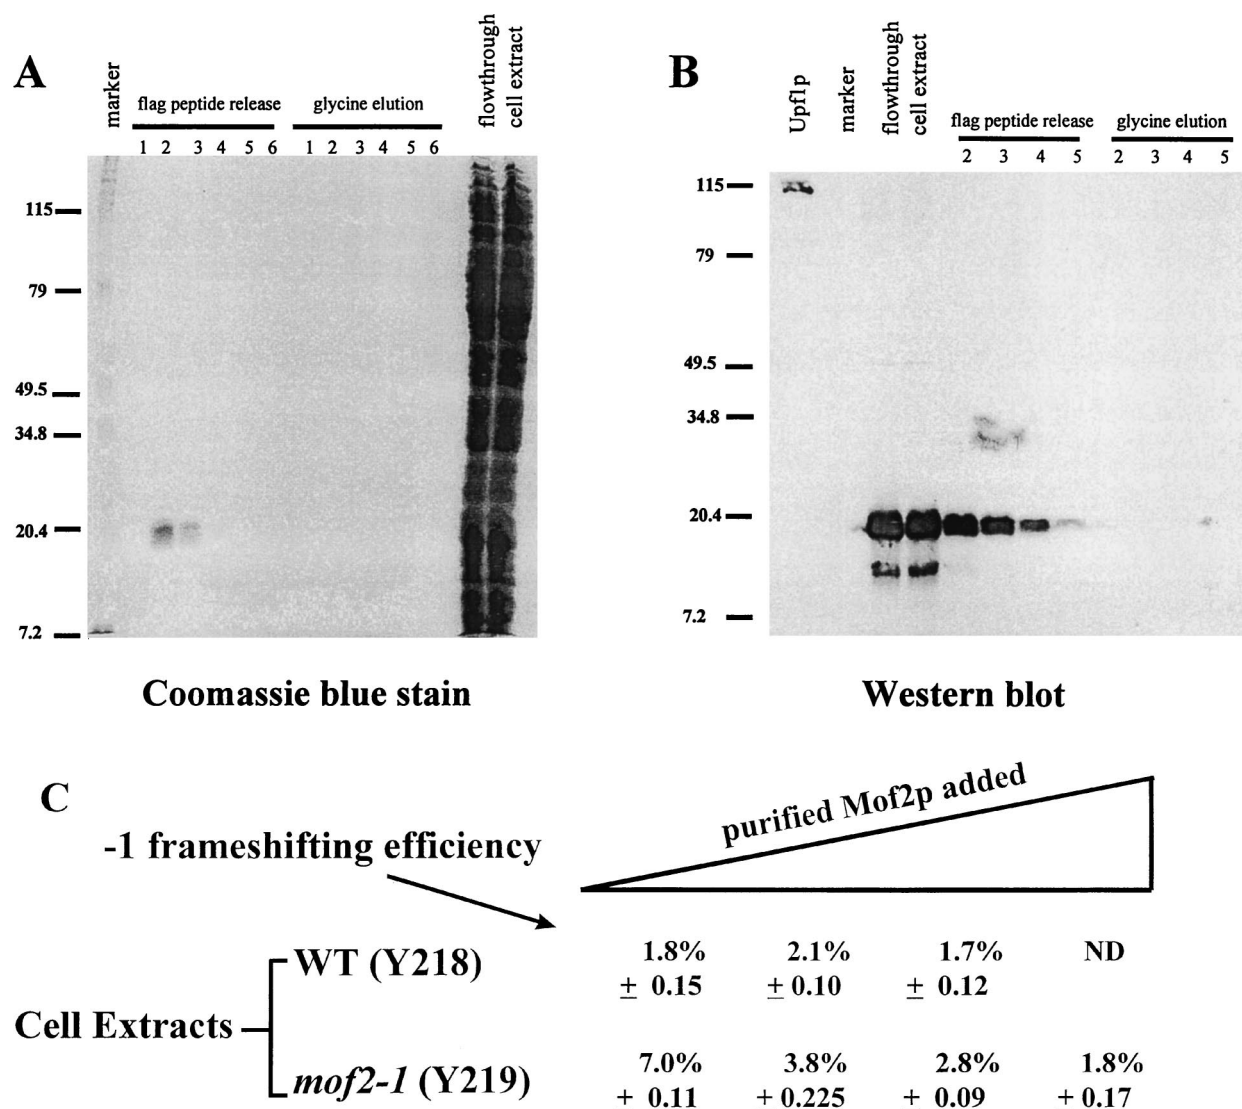 A
marker
flag peptide release
glycine elution
flowthrough
cell extract
1 2 3 4 5 6
1 2 3 4 5 6
115
79
49.5
34.8
20.4
7.2
Coomassie blue stain
B
Upf1p
marker
flowthrough
cell extract
flag peptide release
glycine elution
2 3 4 5
2 3 4 5
115
79
49.5
34.8
20.4
7.2
Western blot
C
purified Mof2p added
-1 frameshifting efficiency
Cell Extracts
WT (Y218)
1.8% 2.1% 1.7% ND
± 0.15 ± 0.10 ± 0.12
mof2-1 (Y219)
7.0% 3.8% 2.8% 1.8%
+ 0.11 + 0.225 + 0.09 + 0.17